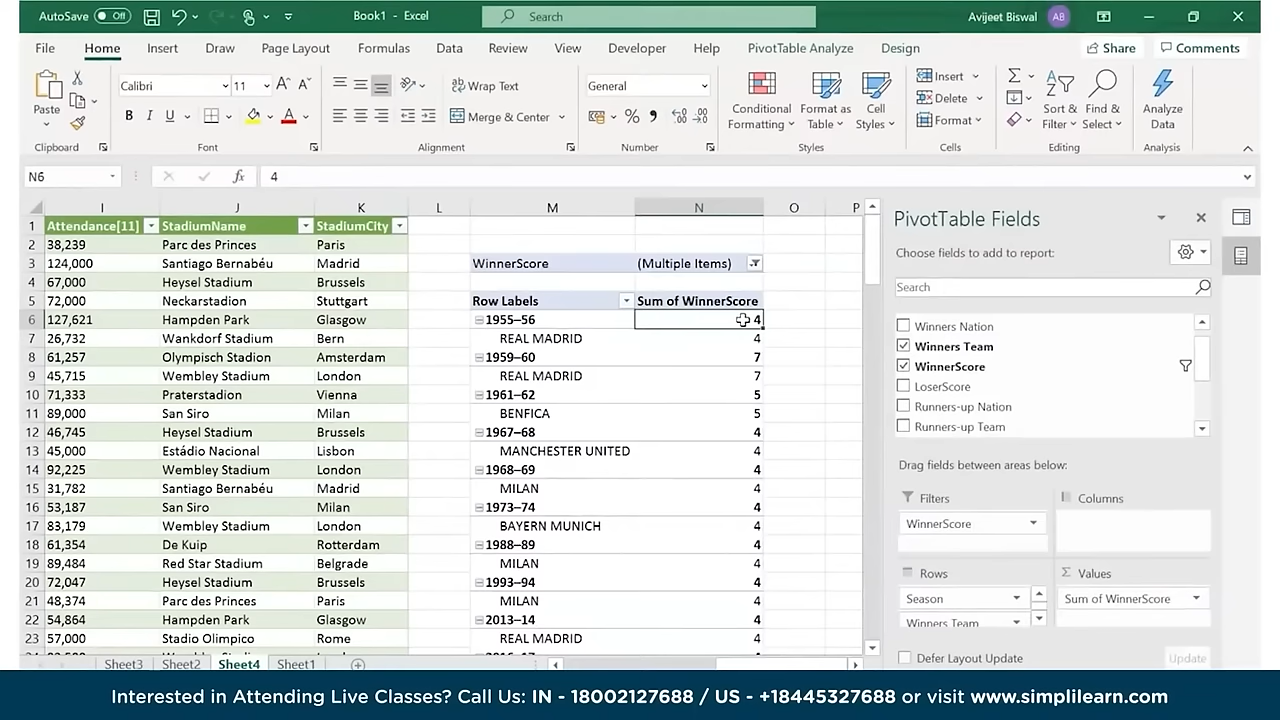 AutoSave Off Book1 - Excel Search Avijeet Biswal AB
File Home Insert Draw Page Layout Formulas Data Review View Developer Help PivotTable Analyze Design Share Comments
Paste Calibri 11 Wrap Text General Conditional Formatting Format as Table Cell Styles Insert Sort & Filter Find & Select Analyze Data
B I U Merge & Center Delete
Format
Clipboard Font Alignment Number Styles Cells Editing Analysis
N6 fx 4
I J K L M N O P
1 Attendance[11] StadiumName StadiumCity
2 38,239 Parc des Princes Paris
3 124,000 Santiago Bernabéu Madrid WinnerScore (Multiple Items)
4 67,000 Heysel Stadium Brussels
5 72,000 Neckarstadion Stuttgart Row Labels Sum of WinnerScore
6 127,621 Hampden Park Glasgow 1955–56 4
7 26,732 Wankdorf Stadium Bern REAL MADRID 4
8 61,257 Olympisch Stadion Amsterdam 1959–60 7
9 45,715 Wembley Stadium London REAL MADRID 7
10 71,333 Praterstadion Vienna 1961–62 5
11 89,000 San Siro Milan BENFICA 5
12 46,745 Heysel Stadium Brussels 1967–68 4
13 45,000 Estádio Nacional Lisbon MANCHESTER UNITED 4
14 92,225 Wembley Stadium London 1968–69 4
15 31,782 Santiago Bernabéu Madrid MILAN 4
16 53,187 San Siro Milan 1973–74 4
17 83,179 Wembley Stadium London BAYERN MUNICH 4
18 61,354 De Kuip Rotterdam 1988–89 4
19 89,484 Red Star Stadium Belgrade MILAN 4
20 72,047 Heysel Stadium Brussels 1993–94 4
21 48,374 Parc des Princes Paris MILAN 4
22 54,864 Hampden Park Glasgow 2013–14 4
23 57,000 Stadio Olimpico Rome REAL MADRID 4
Sheet3 Sheet2 Sheet4 Sheet1
PivotTable Fields
Choose fields to add to report:
Search
Winners Nation
Winners Team
WinnerScore
LoserScore
Runners-up Nation
Runners-up Team
Drag fields between areas below:
Filters Columns
WinnerScore
Rows Σ Values
Season Sum of WinnerScore
Winners Team
Defer Layout Update Update
Interested in Attending Live Classes? Call Us: IN - 18002127688 / US - +18445327688 or visit www.simplilearn.com